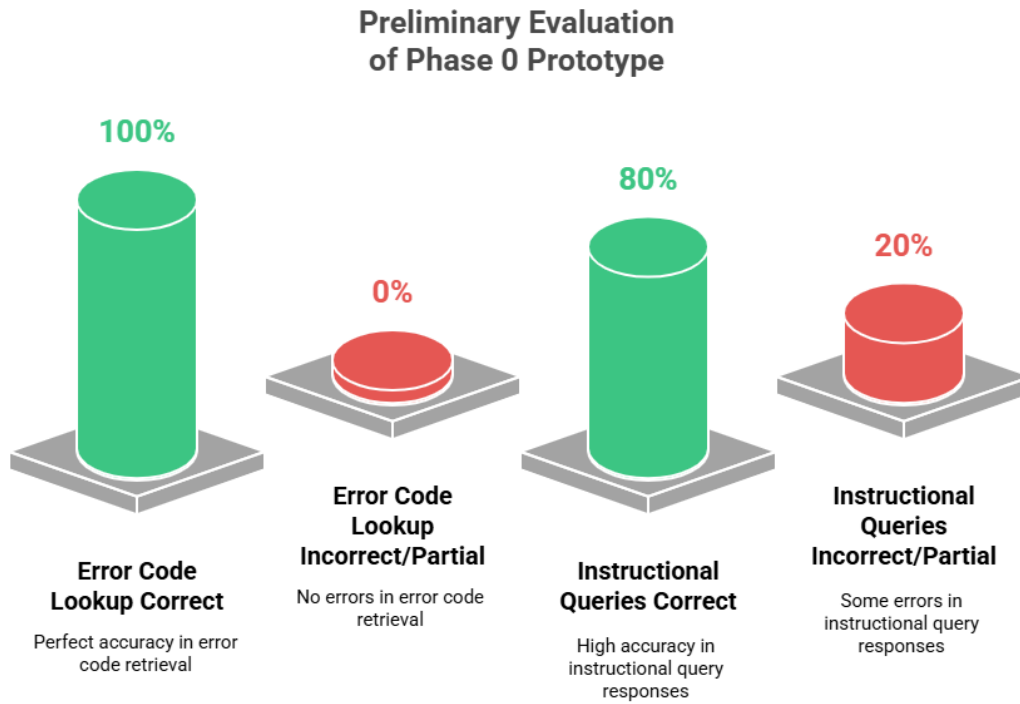 Preliminary Evaluation
of Phase 0 Prototype
100%
Error Code
Lookup Correct
Perfect accuracy in error
code retrieval
0%
Error Code
Lookup
Incorrect/Partial
No errors in error code
retrieval
80%
Instructional
Queries Correct
High accuracy in
instructional query
responses
20%
Instructional
Queries
Incorrect/Partial
Some errors in
instructional query
responses